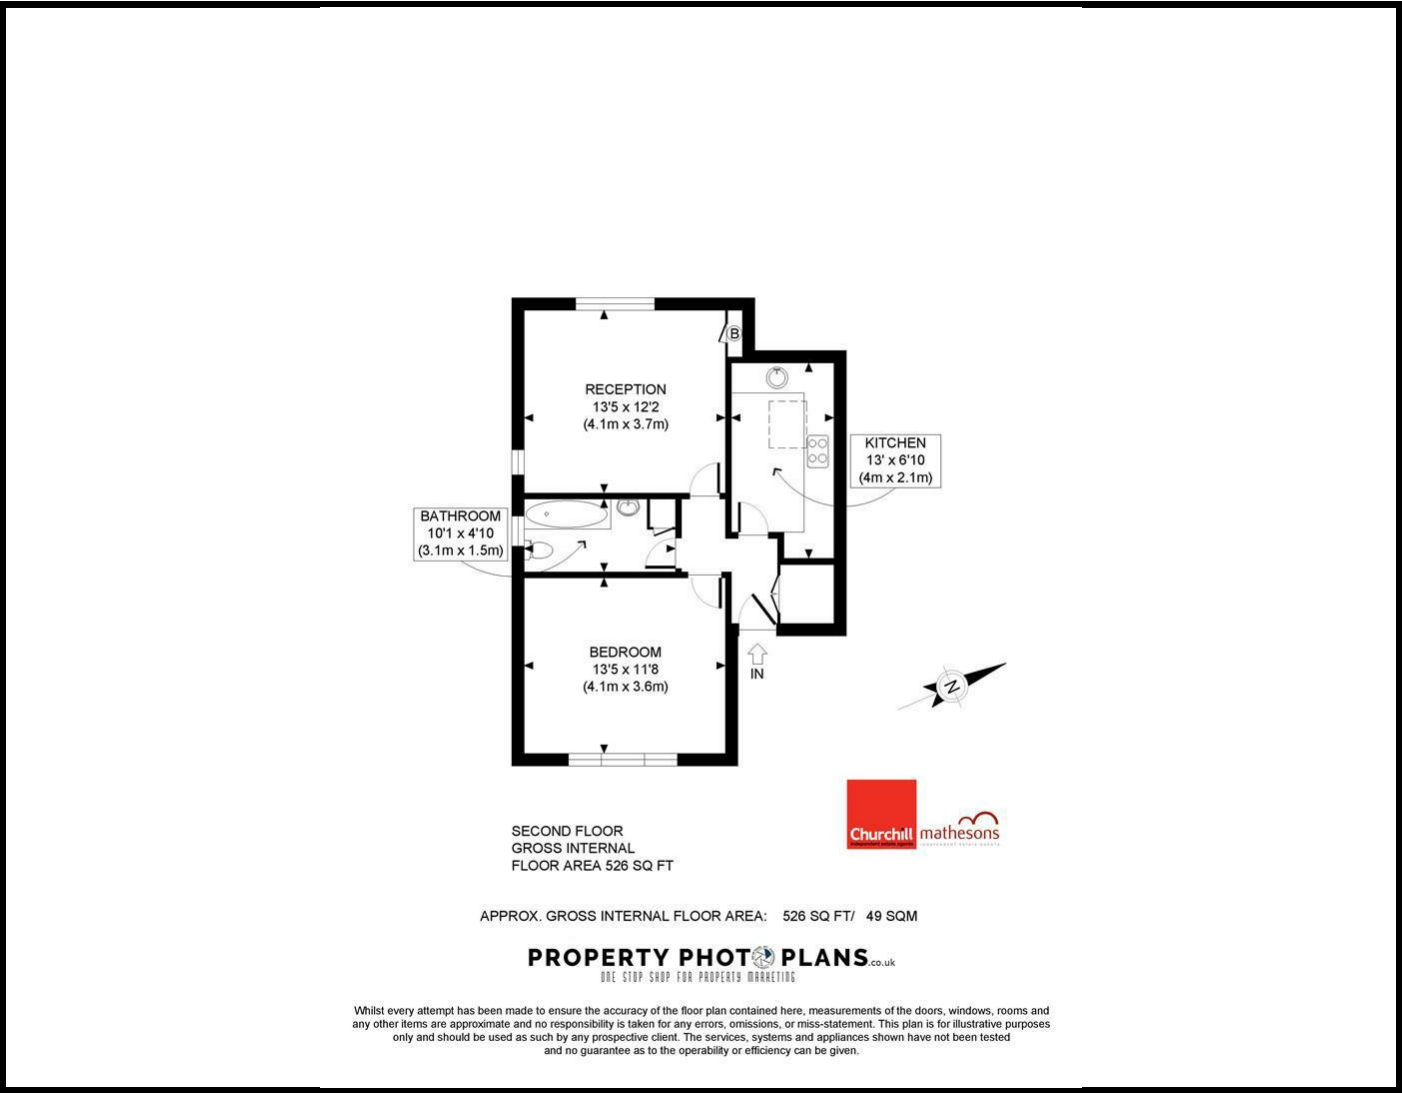 B
RECEPTION
13'5 x 12'2
(4.1m x 3.7m)
KITCHEN
13' x 6'10
(4m x 2.1m)
BATHROOM
10'1 x 4'10
(3.1m x 1.5m)
BEDROOM
13'5 x 11'8
(4.1m x 3.6m)
IN
N
SECOND FLOOR
GROSS INTERNAL
FLOOR AREA 526 SQ FT
Churchill mathesons
independent estate agents independent estate agents
APPROX. GROSS INTERNAL FLOOR AREA: 526 SQ FT/ 49 SQM
PROPERTY PHOTO PLANS.co.uk
ONE STOP SHOP FOR PROPERTY MARKETING
Whilst every attempt has been made to ensure the accuracy of the floor plan contained here, measurements of the doors, windows, rooms and
any other items are approximate and no responsibility is taken for any errors, omissions, or miss-statement. This plan is for illustrative purposes
only and should be used as such by any prospective client. The services, systems and appliances shown have not been tested
and no guarantee as to the operability or efficiency can be given.